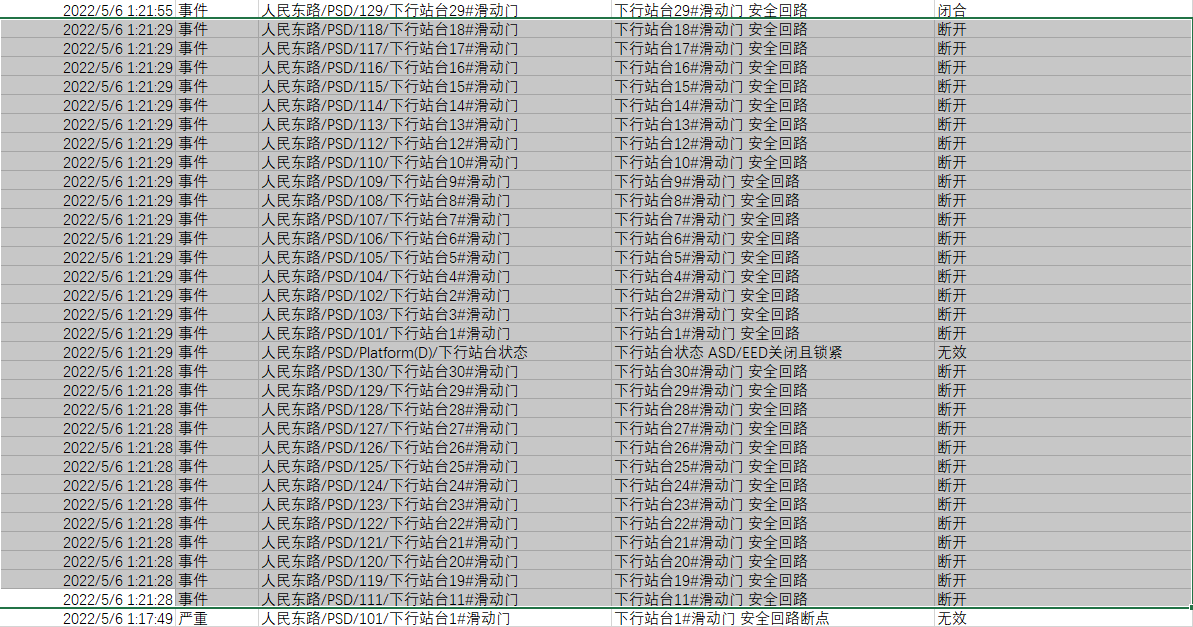 2022/5/6 1:21:55 事件 人民东路/PSD/129/下行站台29#滑动门 下行站台29#滑动门 安全回路 闭合
2022/5/6 1:21:29 事件 人民东路/PSD/118/下行站台18#滑动门 下行站台18#滑动门 安全回路 断开
2022/5/6 1:21:29 事件 人民东路/PSD/117/下行站台17#滑动门 下行站台17#滑动门 安全回路 断开
2022/5/6 1:21:29 事件 人民东路/PSD/116/下行站台16#滑动门 下行站台16#滑动门 安全回路 断开
2022/5/6 1:21:29 事件 人民东路/PSD/115/下行站台15#滑动门 下行站台15#滑动门 安全回路 断开
2022/5/6 1:21:29 事件 人民东路/PSD/114/下行站台14#滑动门 下行站台14#滑动门 安全回路 断开
2022/5/6 1:21:29 事件 人民东路/PSD/113/下行站台13#滑动门 下行站台13#滑动门 安全回路 断开
2022/5/6 1:21:29 事件 人民东路/PSD/112/下行站台12#滑动门 下行站台12#滑动门 安全回路 断开
2022/5/6 1:21:29 事件 人民东路/PSD/110/下行站台10#滑动门 下行站台10#滑动门 安全回路 断开
2022/5/6 1:21:29 事件 人民东路/PSD/109/下行站台9#滑动门 下行站台9#滑动门 安全回路 断开
2022/5/6 1:21:29 事件 人民东路/PSD/108/下行站台8#滑动门 下行站台8#滑动门 安全回路 断开
2022/5/6 1:21:29 事件 人民东路/PSD/107/下行站台7#滑动门 下行站台7#滑动门 安全回路 断开
2022/5/6 1:21:29 事件 人民东路/PSD/106/下行站台6#滑动门 下行站台6#滑动门 安全回路 断开
2022/5/6 1:21:29 事件 人民东路/PSD/105/下行站台5#滑动门 下行站台5#滑动门 安全回路 断开
2022/5/6 1:21:29 事件 人民东路/PSD/104/下行站台4#滑动门 下行站台4#滑动门 安全回路 断开
2022/5/6 1:21:29 事件 人民东路/PSD/102/下行站台2#滑动门 下行站台2#滑动门 安全回路 断开
2022/5/6 1:21:29 事件 人民东路/PSD/103/下行站台3#滑动门 下行站台3#滑动门 安全回路 断开
2022/5/6 1:21:29 事件 人民东路/PSD/101/下行站台1#滑动门 下行站台1#滑动门 安全回路 断开
2022/5/6 1:21:29 事件 人民东路/PSD/Platform(D)/下行站台状态 下行站台状态 ASD/EED关闭且锁紧 无效
2022/5/6 1:21:28 事件 人民东路/PSD/130/下行站台30#滑动门 下行站台30#滑动门 安全回路 断开
2022/5/6 1:21:28 事件 人民东路/PSD/129/下行站台29#滑动门 下行站台29#滑动门 安全回路 断开
2022/5/6 1:21:28 事件 人民东路/PSD/128/下行站台28#滑动门 下行站台28#滑动门 安全回路 断开
2022/5/6 1:21:28 事件 人民东路/PSD/127/下行站台27#滑动门 下行站台27#滑动门 安全回路 断开
2022/5/6 1:21:28 事件 人民东路/PSD/126/下行站台26#滑动门 下行站台26#滑动门 安全回路 断开
2022/5/6 1:21:28 事件 人民东路/PSD/125/下行站台25#滑动门 下行站台25#滑动门 安全回路 断开
2022/5/6 1:21:28 事件 人民东路/PSD/124/下行站台24#滑动门 下行站台24#滑动门 安全回路 断开
2022/5/6 1:21:28 事件 人民东路/PSD/123/下行站台23#滑动门 下行站台23#滑动门 安全回路 断开
2022/5/6 1:21:28 事件 人民东路/PSD/122/下行站台22#滑动门 下行站台22#滑动门 安全回路 断开
2022/5/6 1:21:28 事件 人民东路/PSD/121/下行站台21#滑动门 下行站台21#滑动门 安全回路 断开
2022/5/6 1:21:28 事件 人民东路/PSD/120/下行站台20#滑动门 下行站台20#滑动门 安全回路 断开
2022/5/6 1:21:28 事件 人民东路/PSD/119/下行站台19#滑动门 下行站台19#滑动门 安全回路 断开
2022/5/6 1:21:28 事件 人民东路/PSD/111/下行站台11#滑动门 下行站台11#滑动门 安全回路 断开
2022/5/6 1:17:49 严重 人民东路/PSD/101/下行站台1#滑动门 下行站台1#滑动门 安全回路断点 无效